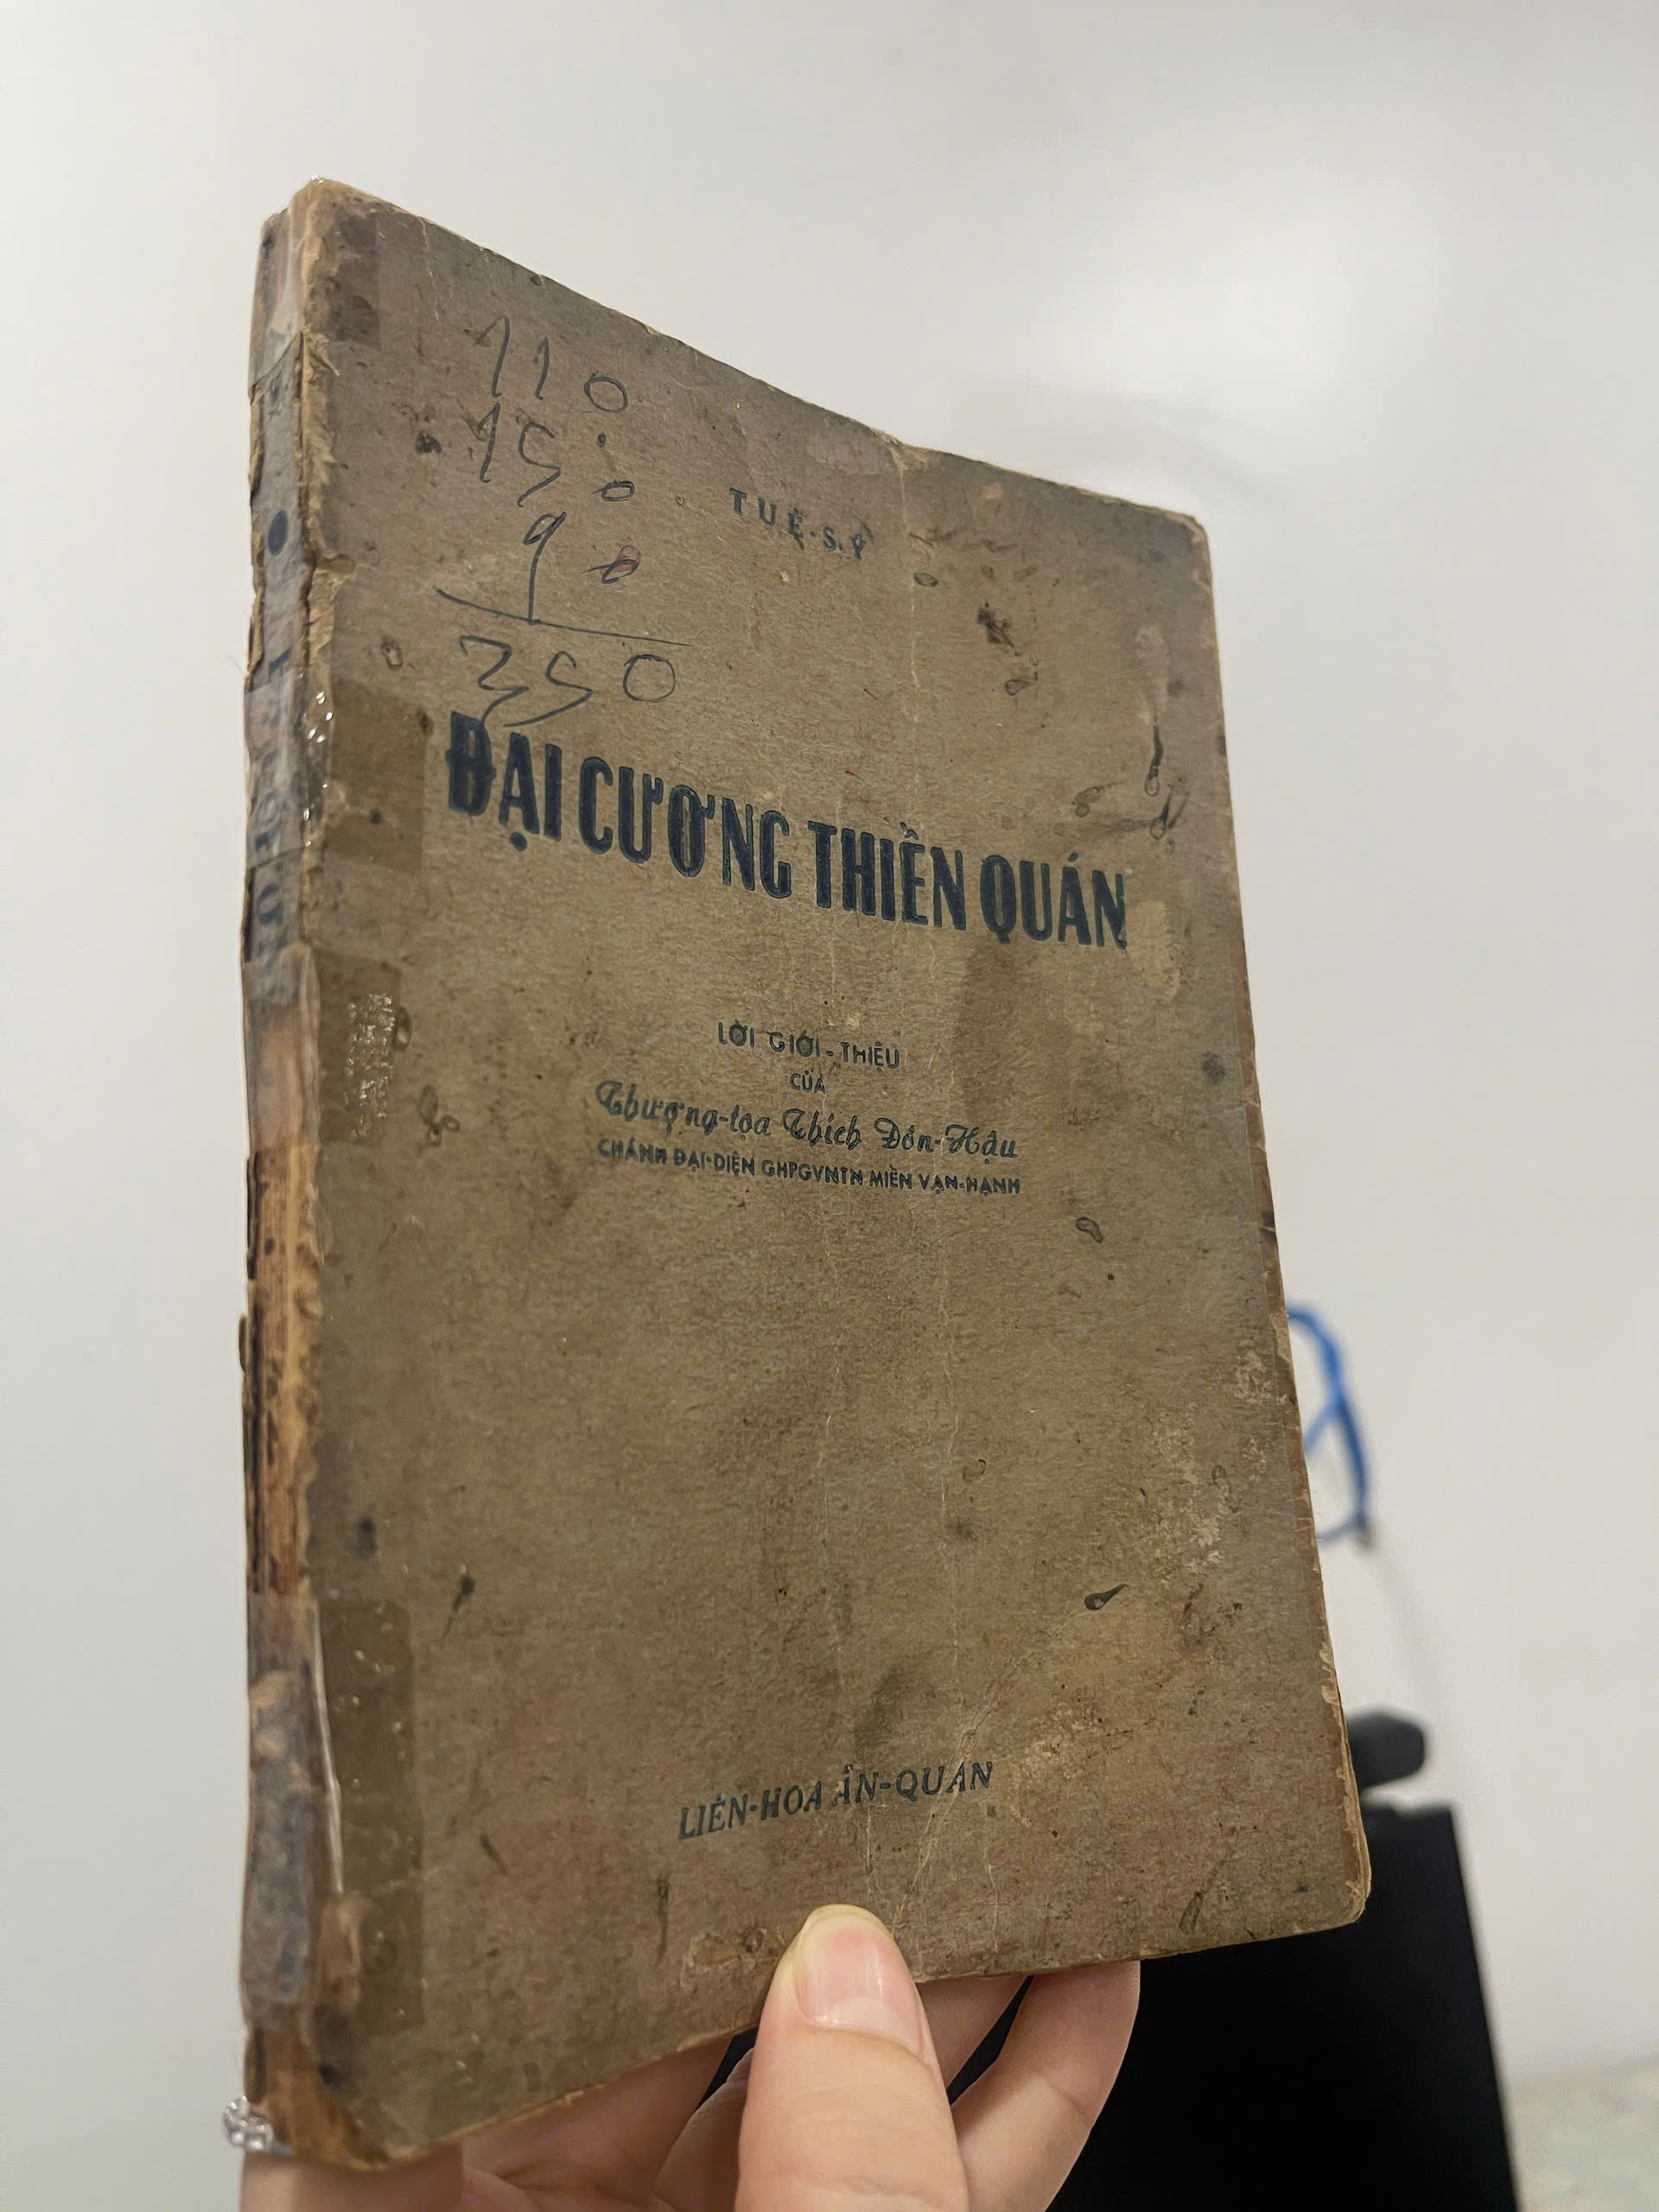 110
150
90
350
TUỆ-SỸ
ĐẠI CƯƠNG THIỀN QUÁN
LỜI GIỚI-THIỆU
CỦA
Thượng-tọa Thích Đôn-Hậu
CHÁNH ĐẠI-DIỆN GHPGVNTN MIỀN VẠN-HẠNH
LIÊN-HOA ẤN-QUÁN